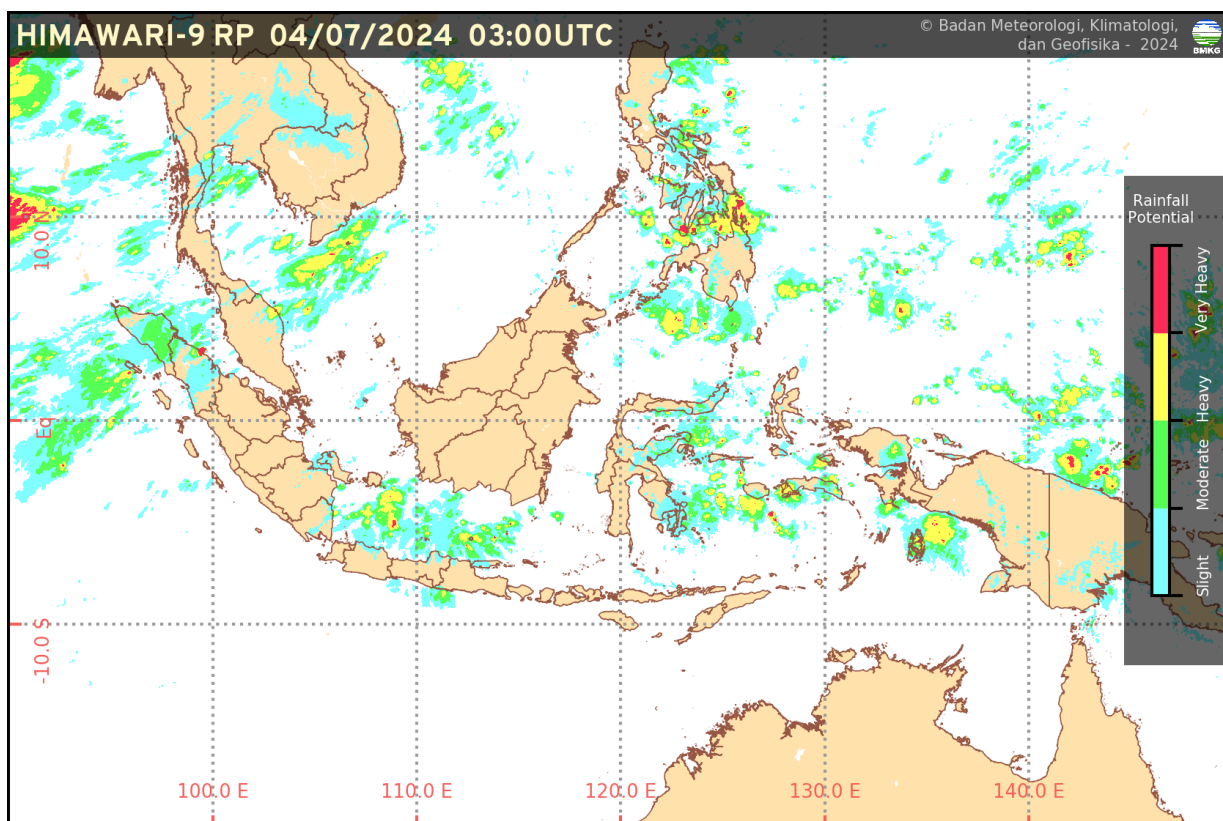 HIMAWARI-9 RP 04/07/2024 03:00UTC
© Badan Meteorologi, Klimatologi,
dan Geofisika - 2024
BMKG
Rainfall
Potential
Very Heavy
Heavy
Moderate
Slight
10.0 N
Eq
-10.0 S
100.0 E
110.0 E
120.0 E
130.0 E
140.0 E